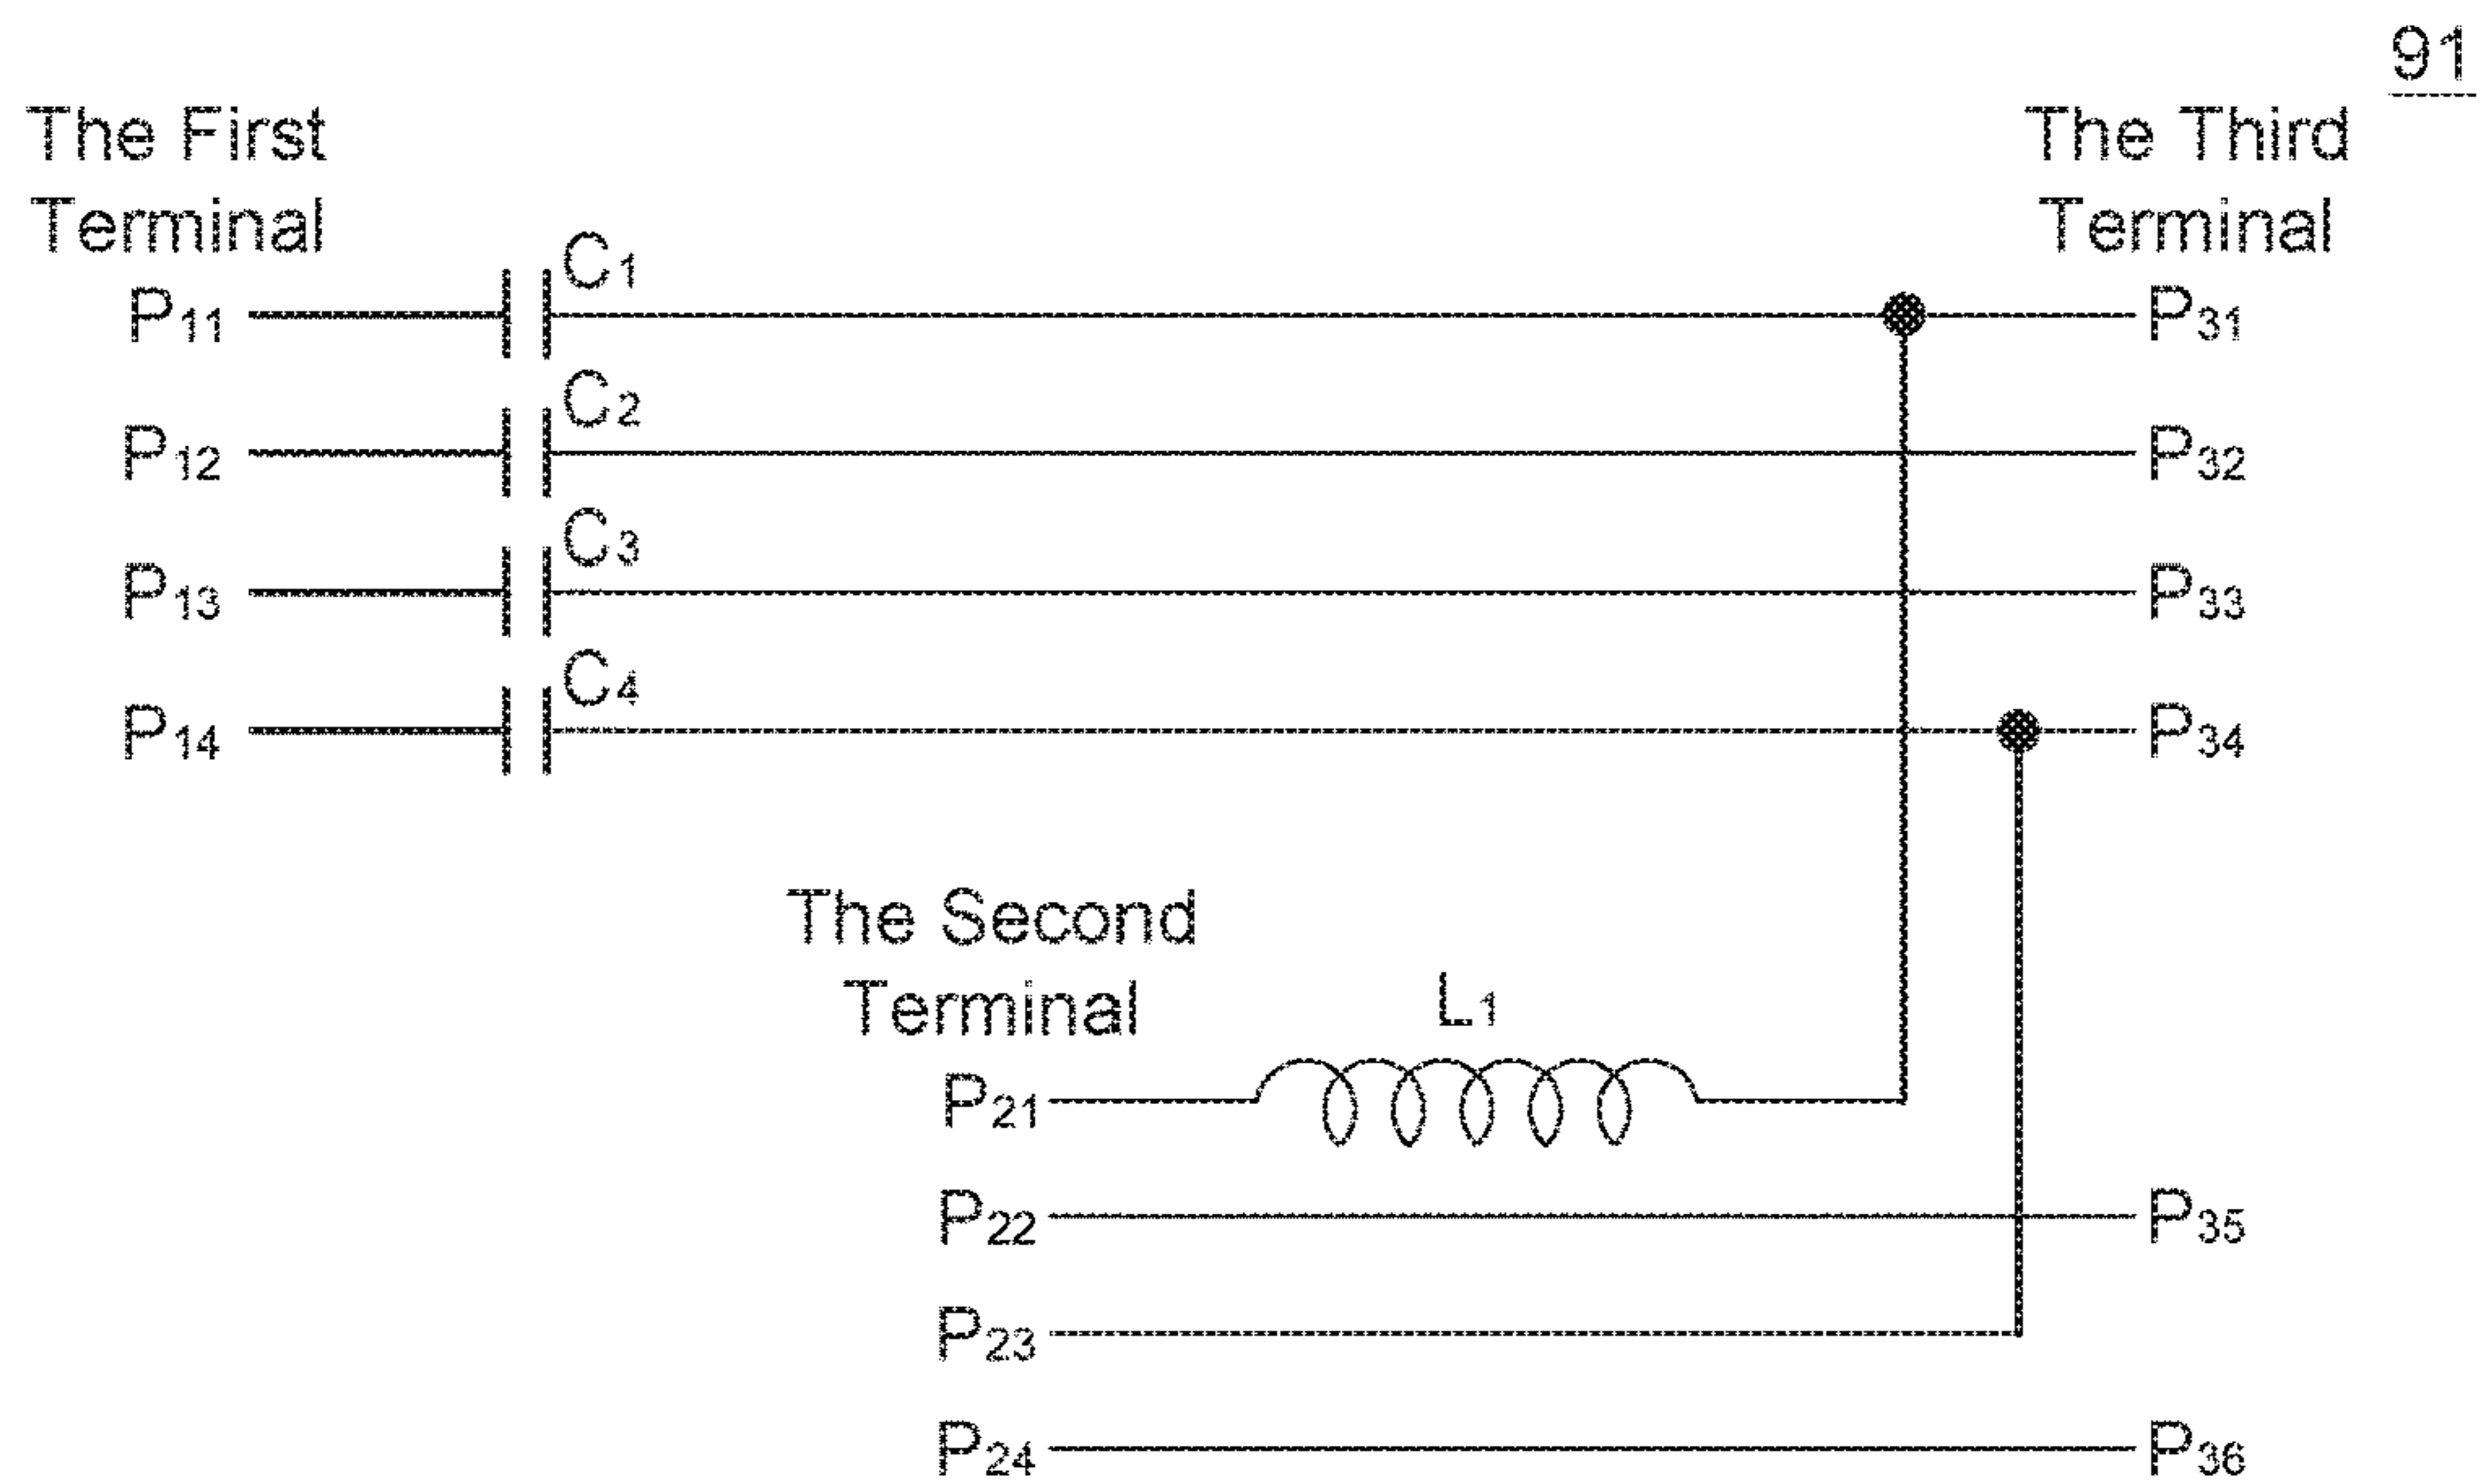 91
The First
Terminal
The Third
Terminal
C1
P11
P31
C2
P12
P32
C3
P13
P33
C4
P14
P34
The Second
Terminal
L1
P21
P22
P35
P23
P24
P36